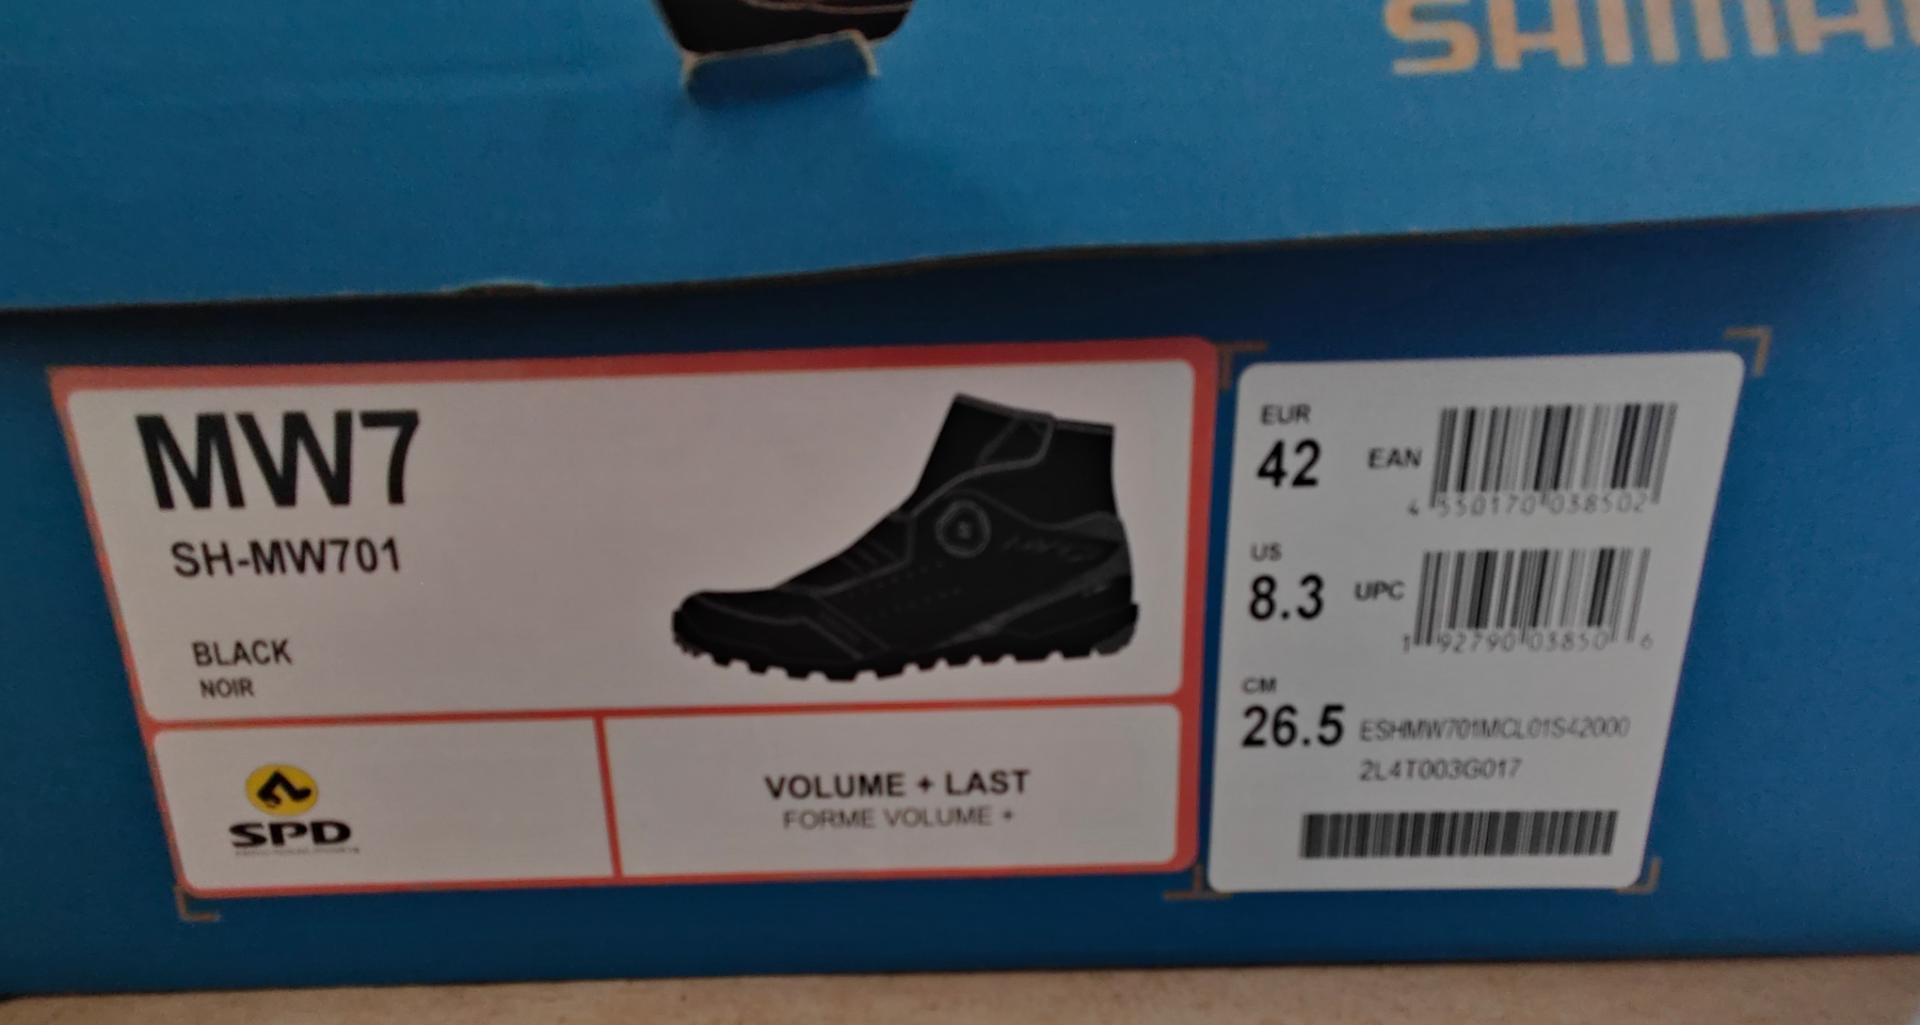 SHIMA
MW7
SH-MW701
BLACK
NOIR
SPD
VOLUME + LAST
FORME VOLUME +
EUR
42
EAN
4 550170 038502
US
8.3
UPC
1 92790 03850 6
CM
26.5
ESHMW701MCL01S42000
2L4T003G017